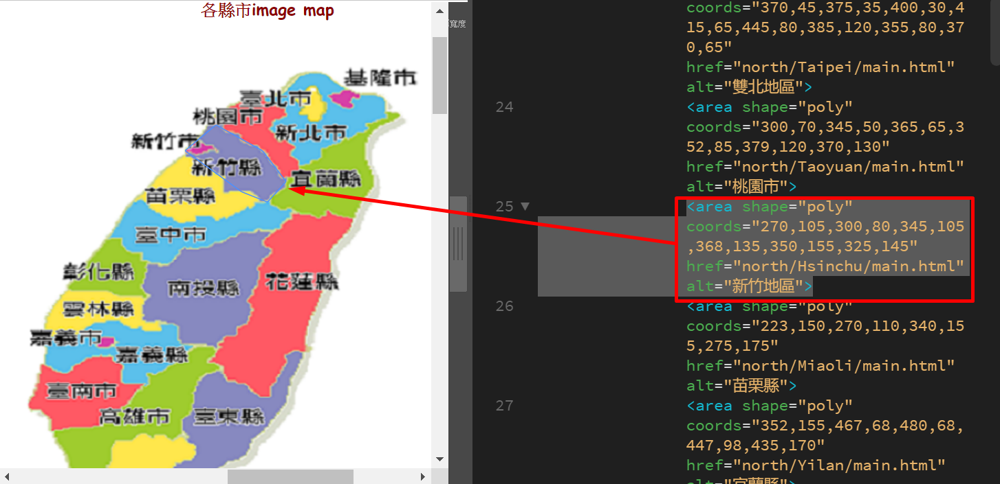 各縣市image map
寬度
基隆市
臺北市
桃園市
新北市
新竹市
新竹縣
宜蘭縣
苗栗縣
臺中市
彰化縣
南投縣
花蓮縣
雲林縣
嘉義市
嘉義縣
臺南市
高雄市
臺東縣
coords="370,45,375,35,400,30,4
15,65,445,80,385,120,355,80,37
0,65"
href="north/Taipei/main.html"
alt="雙北地區">
24 <area shape="poly"
coords="300,70,345,50,365,65,3
52,85,379,120,370,130"
href="north/Taoyuan/main.html"
alt="桃園市">
25 <area shape="poly"
coords="270,105,300,80,345,105
,368,135,350,155,325,145"
href="north/Hsinchu/main.html"
alt="新竹地區">
26 <area shape="poly"
coords="223,150,270,110,340,15
5,275,175"
href="north/Miaoli/main.html"
alt="苗栗縣">
27 <area shape="poly"
coords="352,155,467,68,480,68,
447,98,435,170"
href="north/Yilan/main.html"
alt="宜蘭縣">